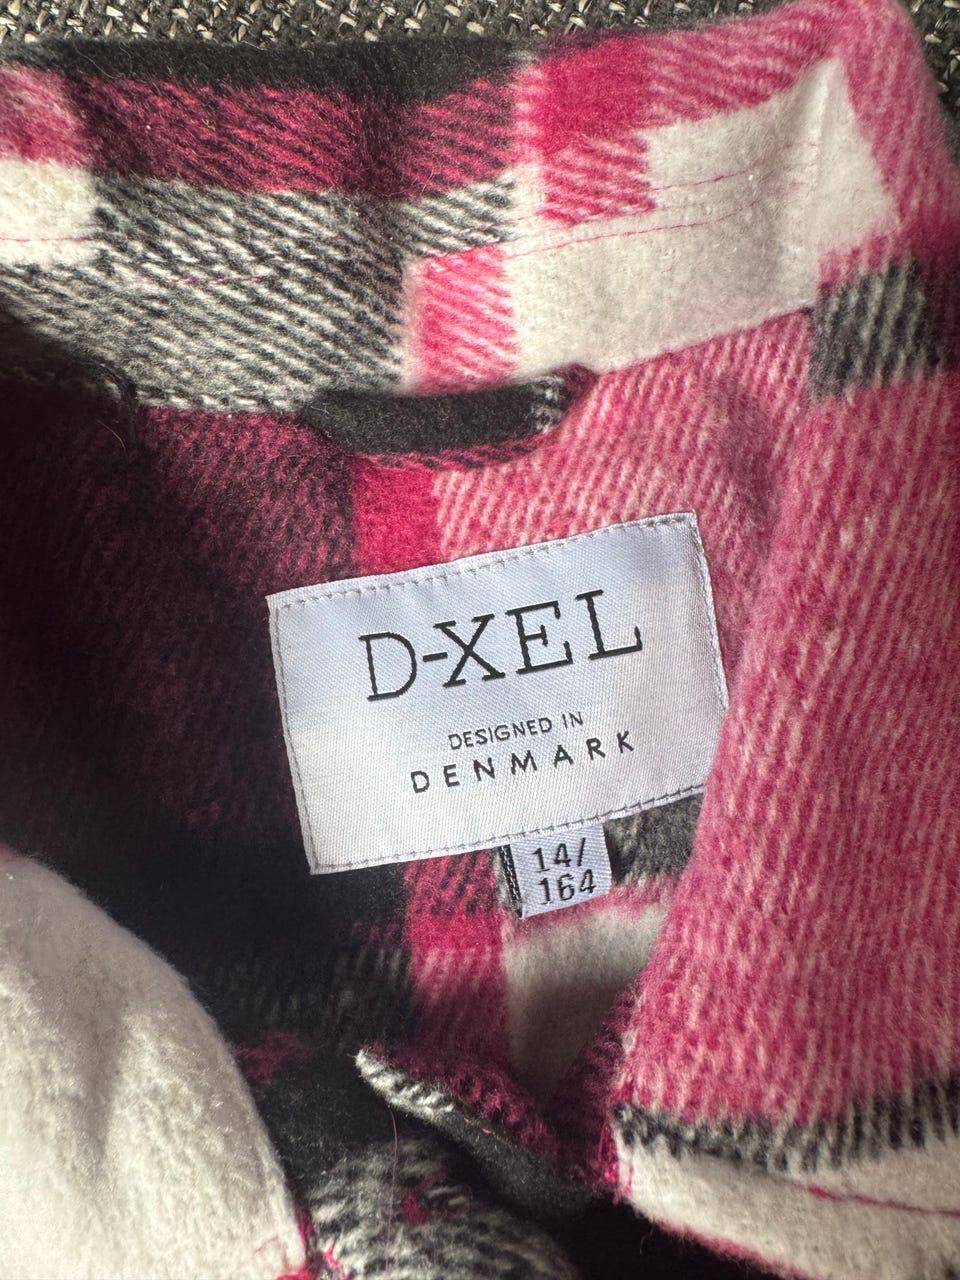 D-XEL
DESIGNED IN
DENMARK
14/
164